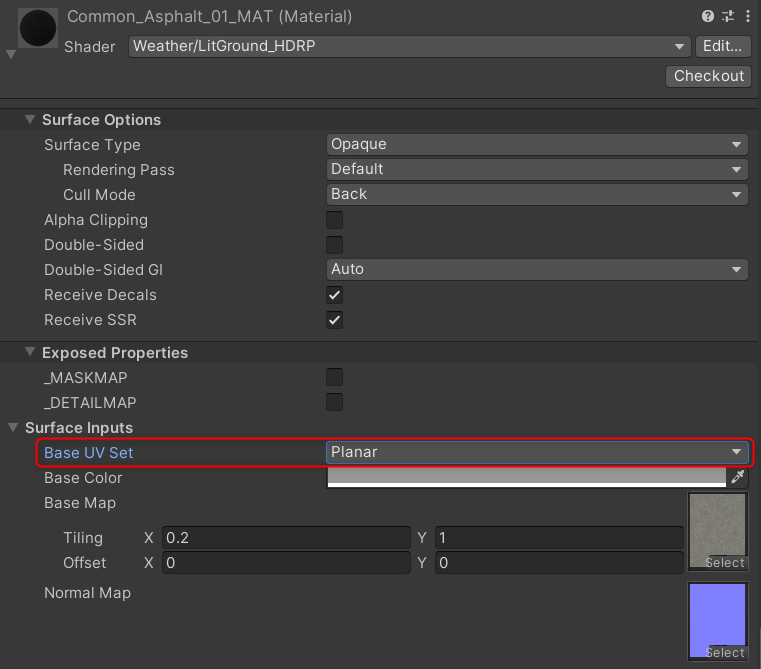 Common_Asphalt_01_MAT (Material)
Shader Weather/LitGround_HDRP Edit...
Checkout
Surface Options
Surface Type Opaque
Rendering Pass Default
Cull Mode Back
Alpha Clipping
Double-Sided
Double-Sided GI Auto
Receive Decals
Receive SSR
Exposed Properties
_MASKMAP
_DETAILMAP
Surface Inputs
Base UV Set Planar
Base Color
Base Map
Tiling X 0.2 Y 1
Offset X 0 Y 0
Select
Normal Map
Select